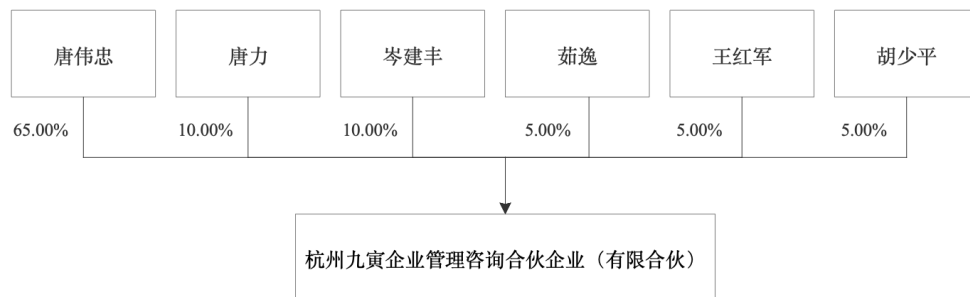 唐伟忠
唐力
岑建丰
茹逸
王红军
胡少平
65.00%
10.00%
10.00%
5.00%
5.00%
5.00%
杭州九寅企业管理咨询合伙企业（有限合伙）